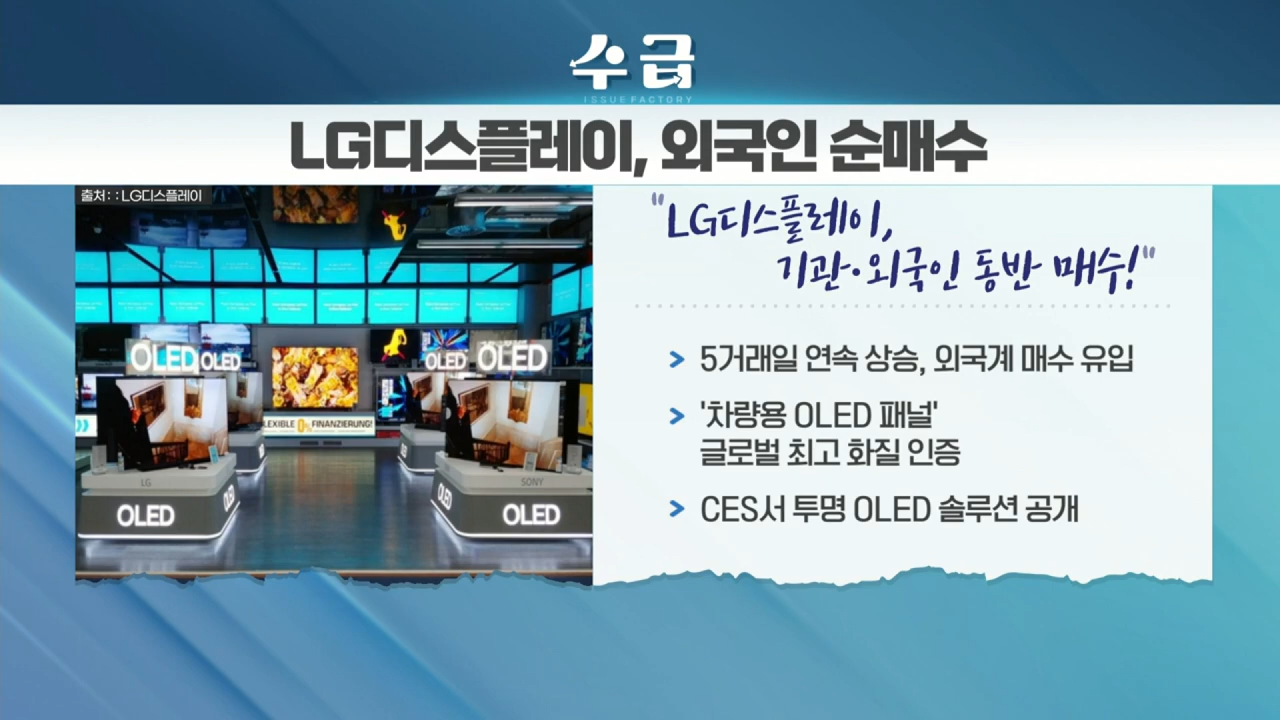 수급
ISSUE FACTORY
LG디스플레이, 외국인 순매수
출처: : LG디스플레이
"LG디스플레이,
기관·외국인 동반 매수!"
> 5거래일 연속 상승, 외국계 매수 유입
> '차량용 OLED 패널'
글로벌 최고 화질 인증
> CES서 투명 OLED 솔루션 공개
OLED OLED OLED OLED
LEXIBLE 0% FINANZIERUNG!
LG OLED SONY OLED
OLED OLED